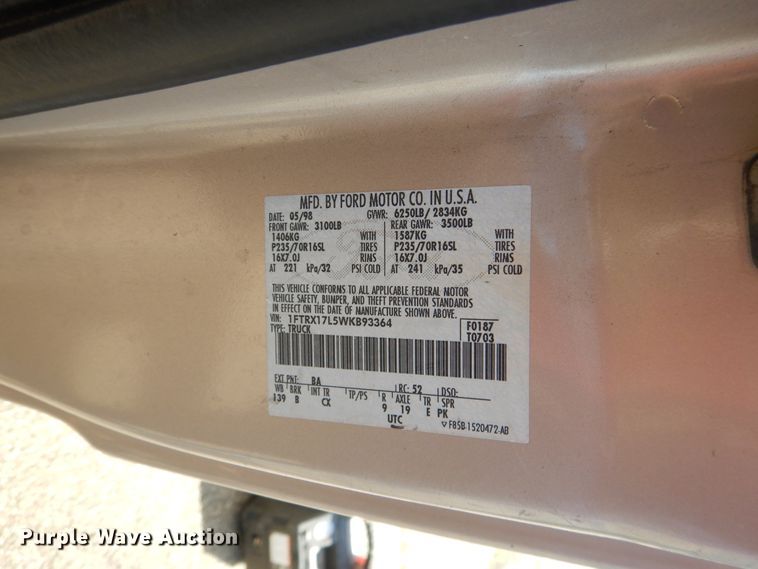 MFD. BY FORD MOTOR CO. IN U.S.A.
DATE: 05/98 GVWR: 6250LB/ 2834KG
FRONT GAWR: 3100LB REAR GAWR: 3500LB
1406KG WITH 1587KG WITH
P235/70R16SL TIRES P235/70R16SL TIRES
16X7.0J RIMS 16X7.0J RIMS
AT 221 kPa/32 PSI COLD AT 241 kPa/35 PSI COLD
THIS VEHICLE CONFORMS TO ALL APPLICABLE FEDERAL MOTOR
VEHICLE SAFETY, BUMPER, AND THEFT PREVENTION STANDARDS
IN EFFECT ON THE DATE OF MANUFACTURE SHOWN ABOVE.
VIN: 1FTRX17L5WKB93364 F0187
TYPE: TRUCK T0703
EXT PNT: BA RC: 52 DSO:
WB BRK INT TR TP/PS R AXLE TR SPR
139 B CX 9 19 E PK
UTC
F85B-1520472-AB
Purple Wave Auction